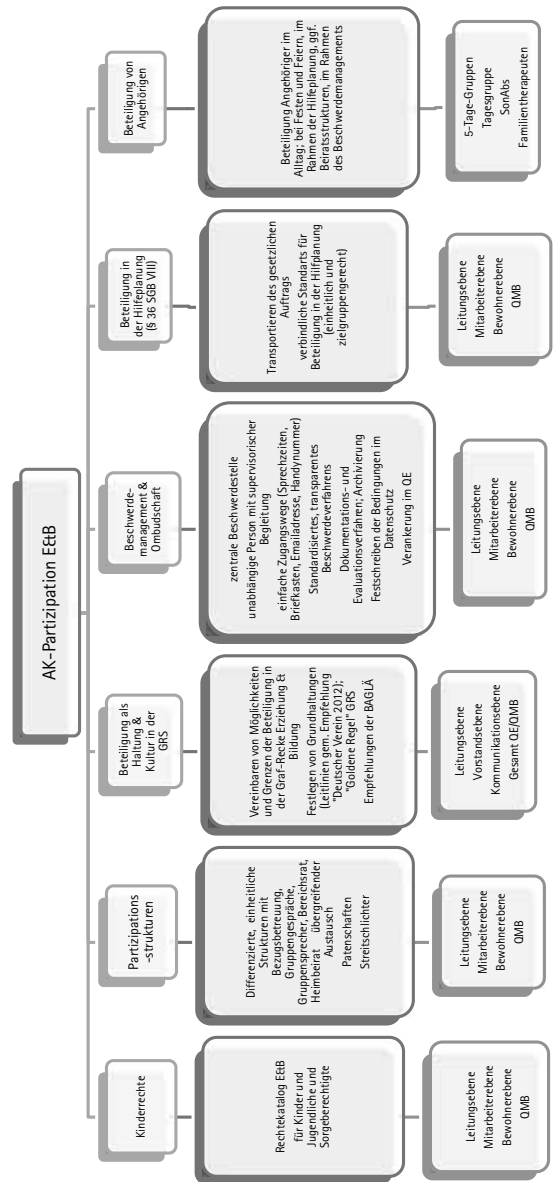 AK-Partizipation E&B
Kinderrechte
Rechtekatalog E&B
für Kinder und
Jugendliche und
Sorgeberechtigte
Leitungsebene
Mitarbeiterebene
Bewohnerebene
QMB
Partizipations
-strukturen
Differenzierte, einheitliche
Strukturen mit
Bezugsbetreuung,
Gruppengespräche,
Gruppensprecher, Bereichsrat,
Heimbeirat übergreifender
Austausch
Patenschaften
Streitschlichter
Leitungsebene
Mitarbeiterebene
Bewohnerebene
QMB
Beteiligung als
Haltung &
Kultur in der
GRS
Vereinbaren von Möglichkeiten
und Grenzen der Beteiligung in
der Graf-Recke Erziehung &
Bildung
Festlegen von Grundhaltungen
(Leitlinien gem. Empfehlung
"Deutscher Verein 2012);
"Goldene Regel" GRS
Empfehlungen der BAGLÄ
Leitungsebene
Vorstandsebene
Kommunikationsebene
Gesamt QE/QMB
Beschwerde-
management &
Ombudschaft
zentrale Beschwerdestelle
unabhängige Person mit supervisorischer
Begleitung
einfache Zugangswege (Sprechzeiten,
Briefkasten, Emailadresse, Handynummer)
Standardisiertes, transparentes
Beschwerdeverfahren
Dokumentations- und
Evaluationsverfahren; Archivierung
Festschreiben der Bedingungen im
Datenschutz
Verankerung im QE
Leitungsebene
Mitarbeiterebene
Bewohnerebene
QMB
Beteiligung in
der Hilfeplanung
(§ 36 SGB VIII)
Transportieren des gesetzlichen
Auftrags
verbindliche Standarts für
Beteiligung in der Hilfplanung
(einheitlich und
zielgruppengerecht)
Leitungsebene
Mitarbeiterebene
Bewohnerebene
QMB
Beteiligung von
Angehörigen
Beteiligung Angehöriger im
Alltag; bei Festen und Feiern, im
Rahmen der Hilfeplanung, ggf.
Beiratsstrukturen, im Rahmen
des Beschwerdemanagements
5-Tage-Gruppen
Tagesgruppe
SonAbs
Familientherapeuten